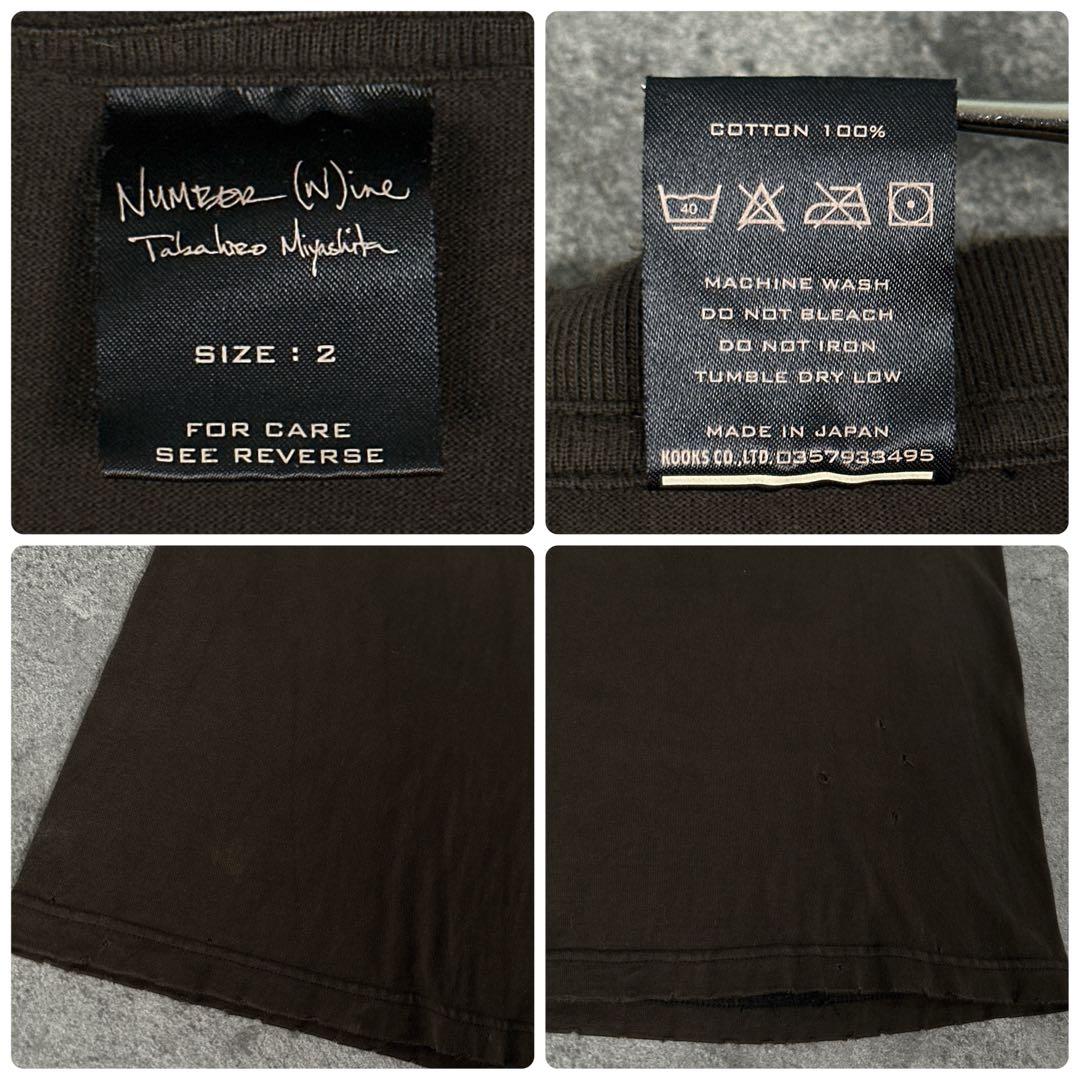 NUMBER (N)ine
Takahiro Miyashita
SIZE : 2
FOR CARE
SEE REVERSE
COTTON 100%
40
MACHINE WASH
DO NOT BLEACH
DO NOT IRON
TUMBLE DRY LOW
MADE IN JAPAN
KOOKS CO.,LTD. 0357933495